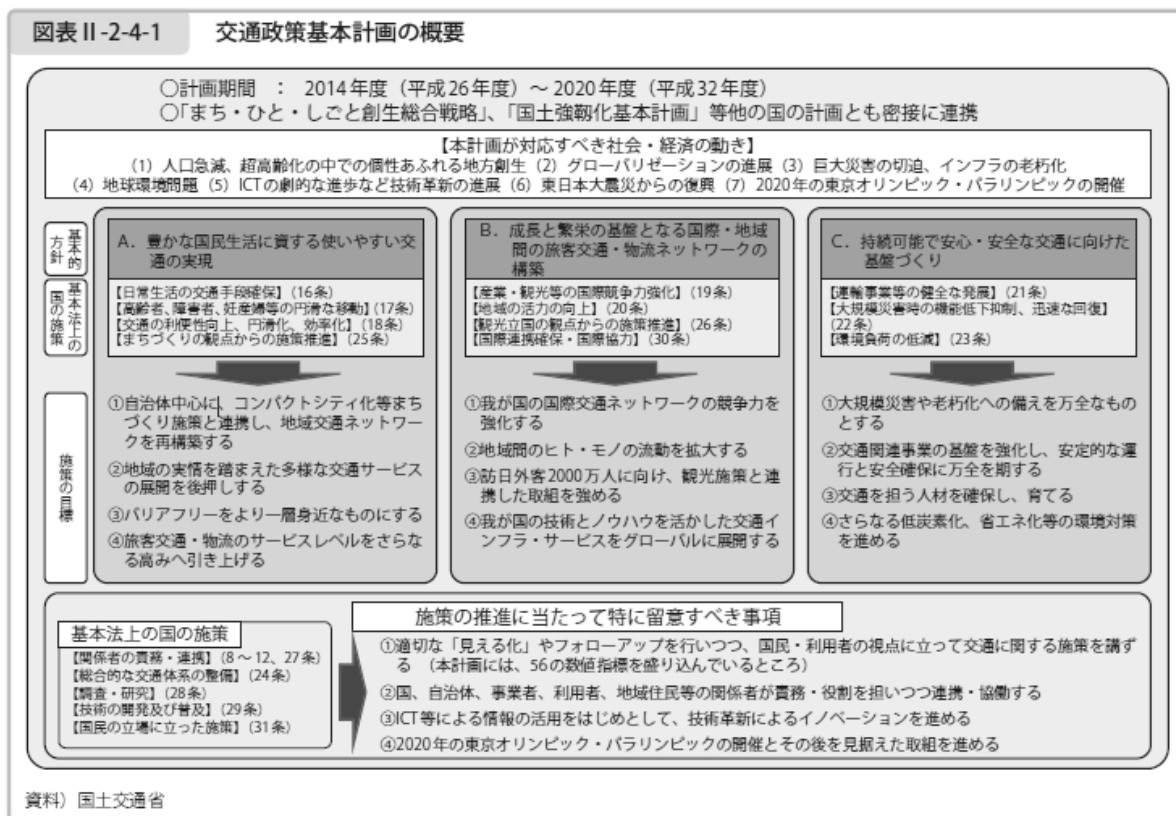 図表Ⅱ-2-4-1 交通政策基本計画の概要
○計画期間 : 2014年度（平成26年度）～2020年度（平成32年度）
○「まち・ひと・しごと創生総合戦略」、「国土強靱化基本計画」等他の国の計画とも密接に連携
【本計画が対応すべき社会・経済の動き】
(1) 人口急減、超高齢化の中での個性あふれる地方創生 (2) グローバリゼーションの進展 (3) 巨大災害の切迫、インフラの老朽化
(4) 地球環境問題 (5) ICTの劇的な進歩など技術革新の進展 (6) 東日本大震災からの復興 (7) 2020年の東京オリンピック・パラリンピックの開催
基本的方針
A．豊かな国民生活に資する使いやすい交
通の実現
B．成長と繁栄の基盤となる国際・地域
間の旅客交通・物流ネットワークの
構築
C．持続可能で安心・安全な交通に向けた
基盤づくり
基本法上の国の施策
【日常生活の交通手段確保】(16条)
【高齢者、障害者、妊産婦等の円滑な移動】(17条)
【交通の利便性向上、円滑化、効率化】(18条)
【まちづくりの観点からの施策推進】(25条)
【産業・観光等の国際競争力強化】(19条)
【地域の活力の向上】(20条)
【観光立国の観点からの施策推進】(26条)
【国際連携確保・国際協力】(30条)
【運輸事業等の健全な発展】(21条)
【大規模災害時の機能低下抑制、迅速な回復】
(22条)
【環境負荷の低減】(23条)
施策の目標
①自治体中心に、コンパクトシティ化等まち
づくり施策と連携し、地域交通ネットワー
クを再構築する
②地域の実情を踏まえた多様な交通サービス
の展開を後押しする
③バリアフリーをより一層身近なものにする
④旅客交通・物流のサービスレベルをさらな
る高みへ引き上げる
①我が国の国際交通ネットワークの競争力を
強化する
②地域間のヒト・モノの流動を拡大する
③訪日外客2000万人に向け、観光施策と連
携した取組を強める
④我が国の技術とノウハウを活かした交通イ
ンフラ・サービスをグローバルに展開する
①大規模災害や老朽化への備えを万全なもの
とする
②交通関連事業の基盤を強化し、安定的な運
行と安全確保に万全を期する
③交通を担う人材を確保し、育てる
④さらなる低炭素化、省エネ化等の環境対策
を進める
基本法上の国の施策
【関係者の責務・連携】(8～12、27条)
【総合的な交通体系の整備】(24条)
【調査・研究】(28条)
【技術の開発及び普及】(29条)
【国民の立場に立った施策】(31条)
施策の推進に当たって特に留意すべき事項
①適切な「見える化」やフォローアップを行いつつ、国民・利用者の視点に立って交通に関する施策を講ず
る （本計画には、56の数値指標を盛り込んでいるところ）
②国、自治体、事業者、利用者、地域住民等の関係者が責務・役割を担いつつ連携・協働する
③ICT等による情報の活用をはじめとして、技術革新によるイノベーションを進める
④2020年の東京オリンピック・パラリンピックの開催とその後を見据えた取組を進める
資料）国土交通省